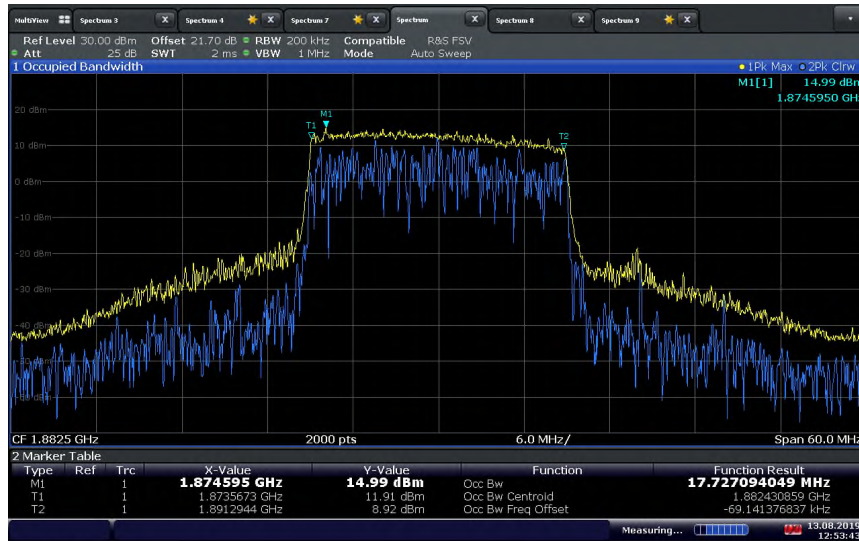 MultiView Spectrum 3 X Spectrum 4 X Spectrum 7 X Spectrum X Spectrum 8 X Spectrum 9 X
Ref Level 30.00 dBm Offset 21.70 dB RBW 200 kHz Compatible R&S FSV
Att 25 dB SWT 2 ms VBW 1 MHz Mode Auto Sweep
1 Occupied Bandwidth 1Pk Max 2Pk Clrw
M1[1] 14.99 dBm
1.8745950 GH
20 dBm
M1
T1
T2
10 dBm
0 dBm
-10 dBm
-20 dBm
-30 dBm
-40 dBm
CF 1.8825 GHz 2000 pts 6.0 MHz/ Span 60.0 MHz
2 Marker Table
Type Ref Trc X-Value Y-Value Function Function Result
M1 1 1.874595 GHz 14.99 dBm Occ Bw 17.727094049 MHz
T1 1 1.8735673 GHz 11.91 dBm Occ Bw Centroid 1.882430859 GHz
T2 1 1.8912944 GHz 8.92 dBm Occ Bw Freq Offset -69.141376837 kHz
Measuring... 13.08.2019
12:53:43